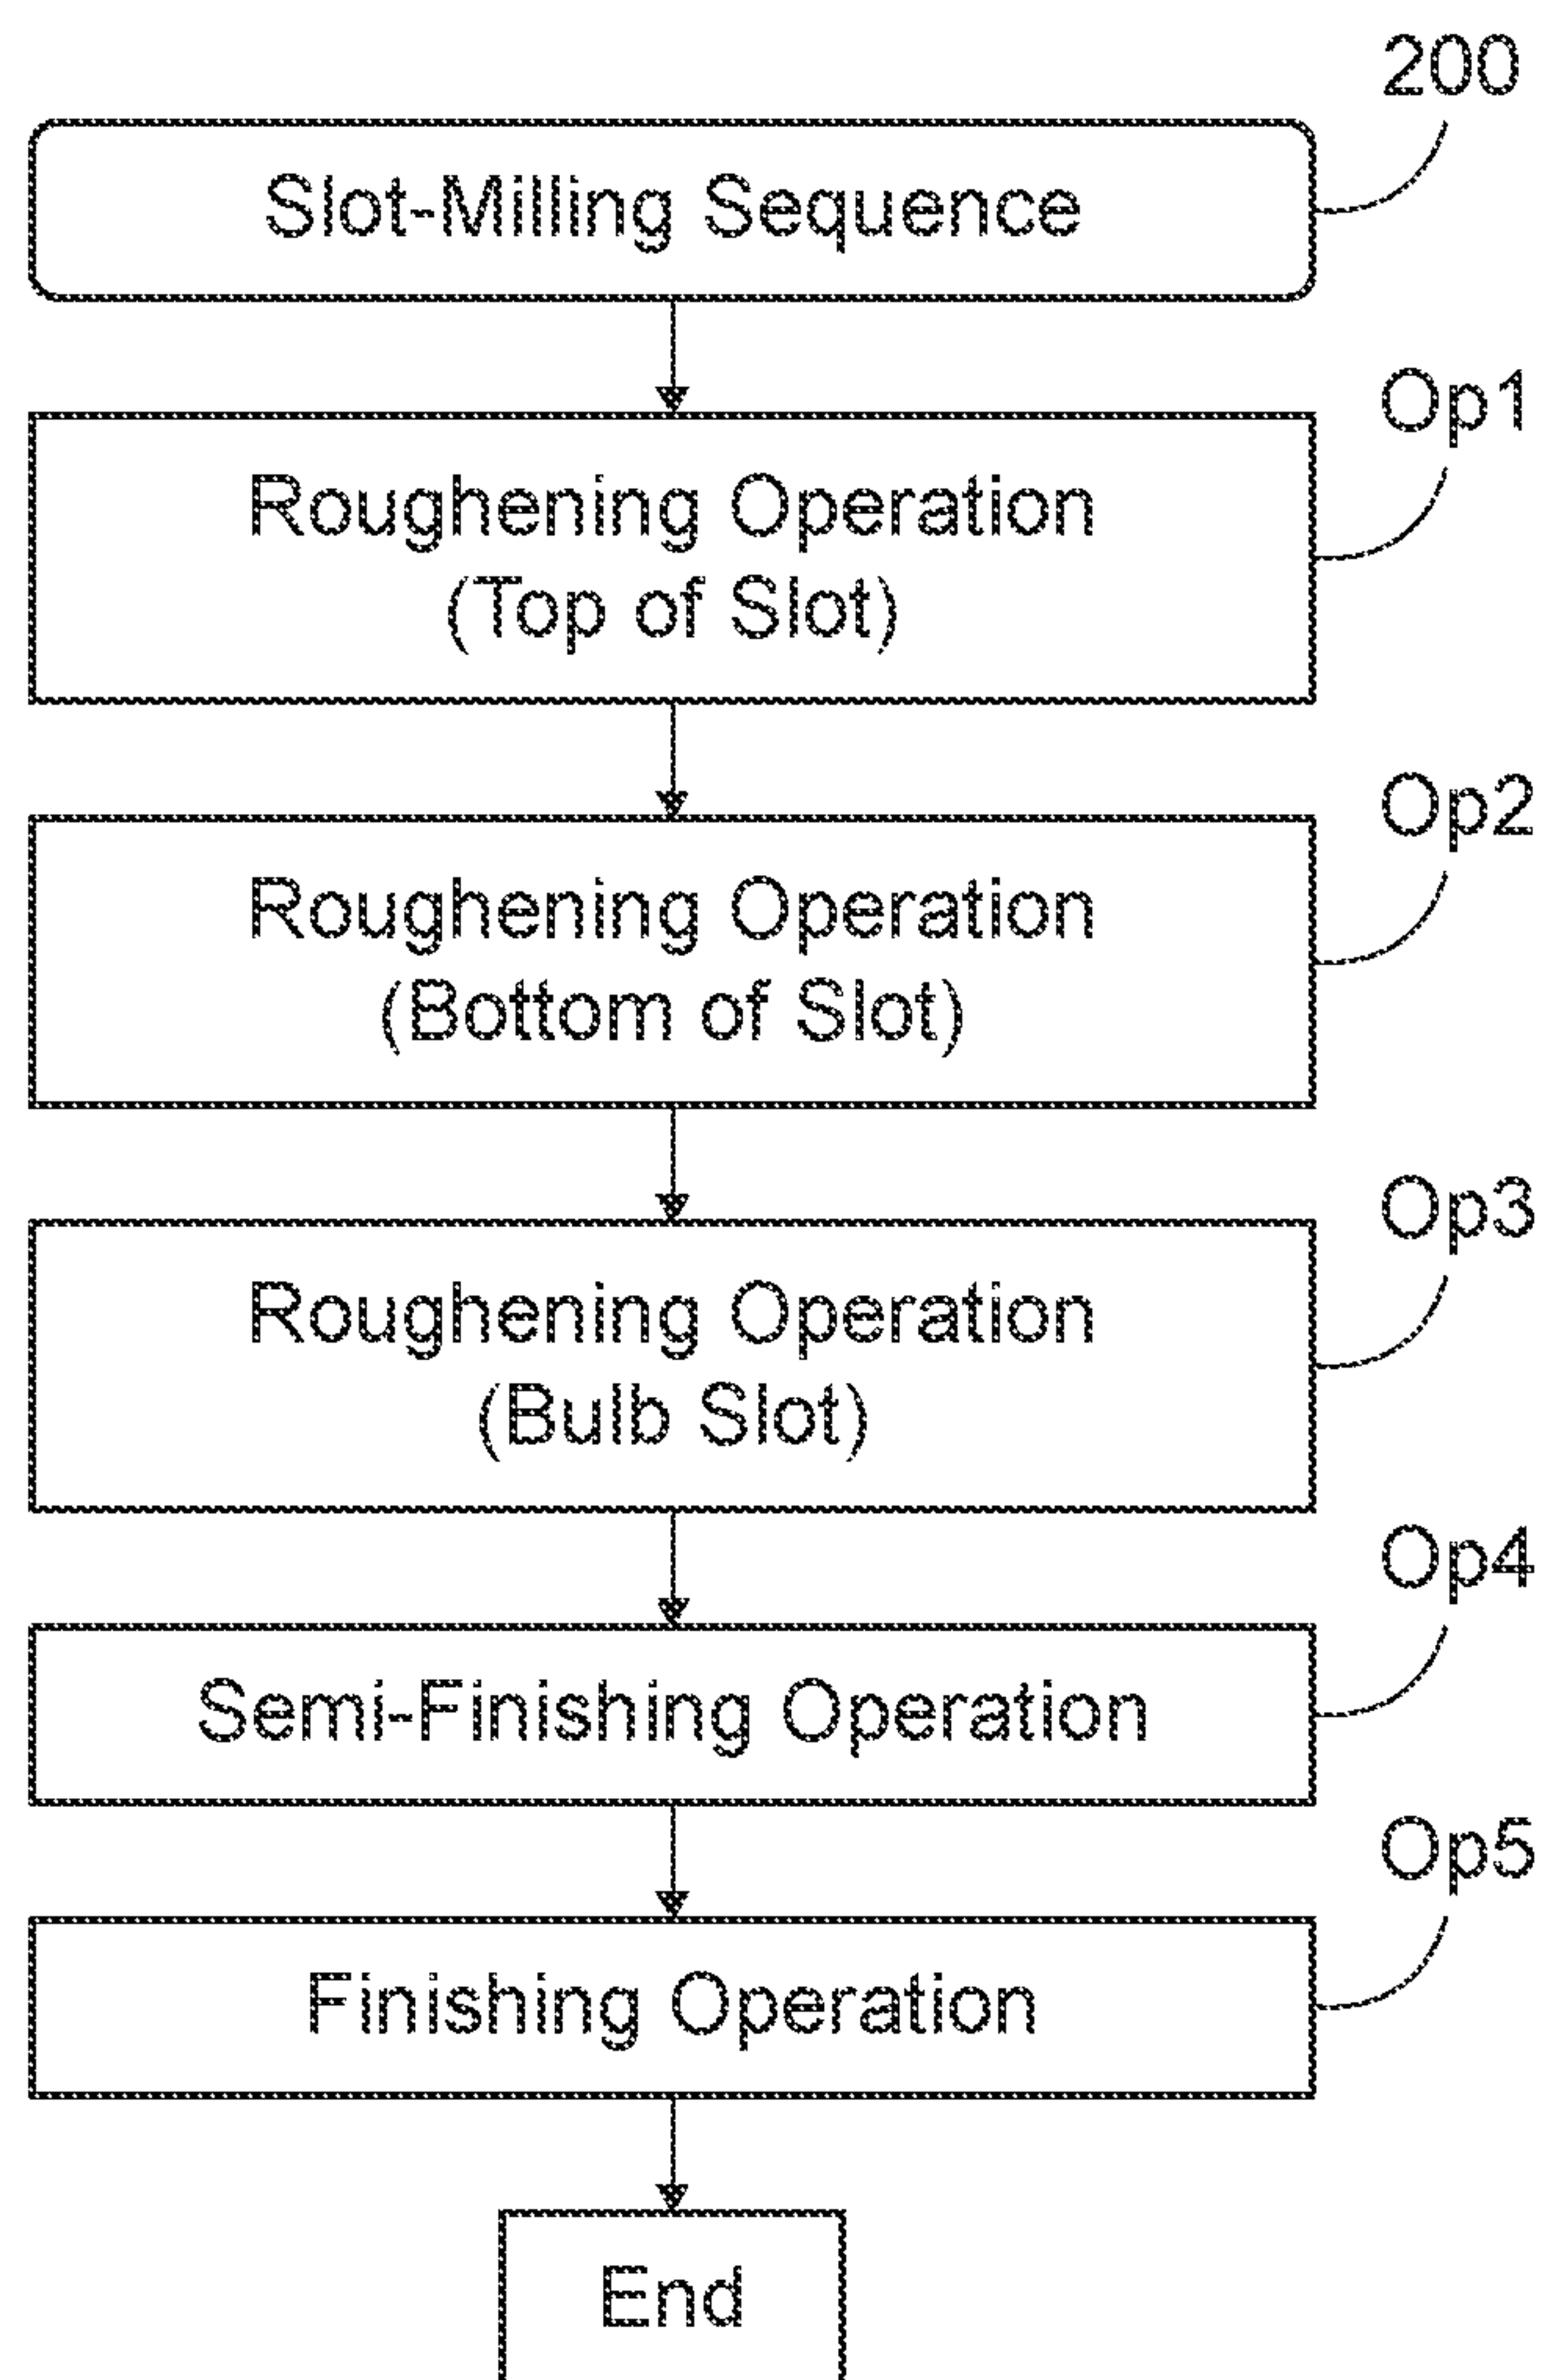 200
Slot-Milling Sequence
Op1
Roughening Operation
(Top of Slot)
Op2
Roughening Operation
(Bottom of Slot)
Op3
Roughening Operation
(Bulb Slot)
Op4
Semi-Finishing Operation
Op5
Finishing Operation
End